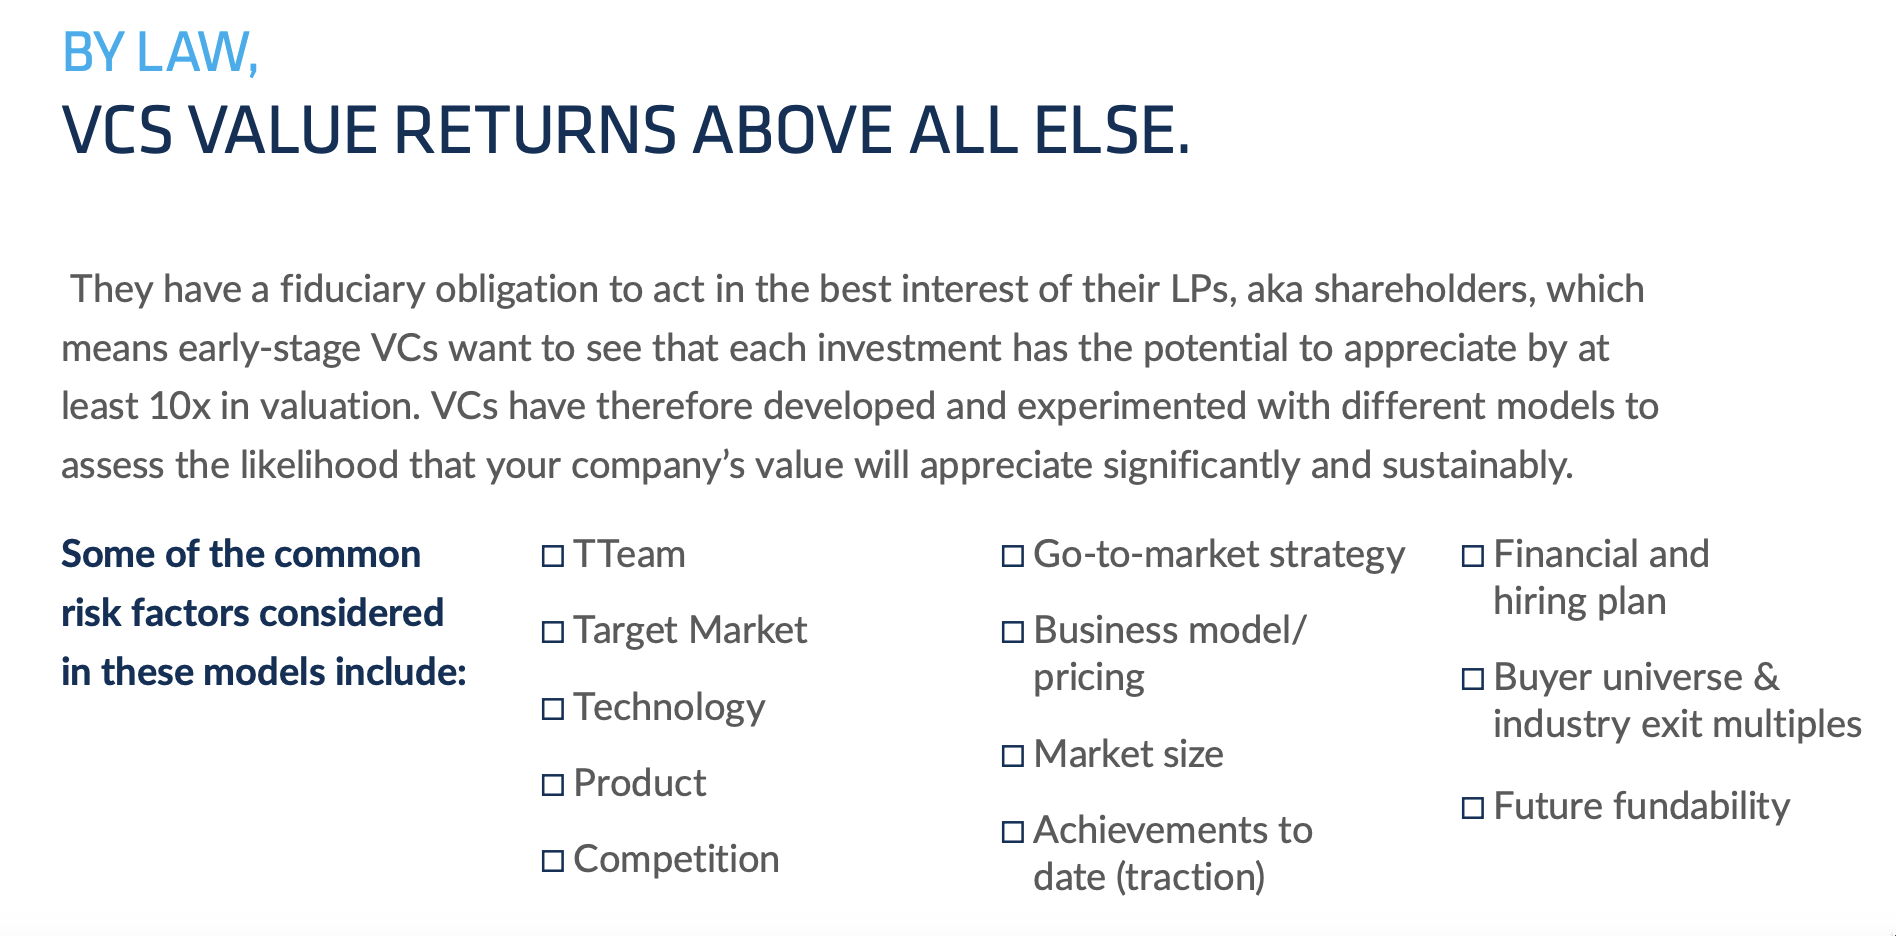 BY LAW,
VCS VALUE RETURNS ABOVE ALL ELSE.
They have a fiduciary obligation to act in the best interest of their LPs, aka shareholders, which
means early-stage VCs want to see that each investment has the potential to appreciate by at
least 10x in valuation. VCs have therefore developed and experimented with different models to
assess the likelihood that your company’s value will appreciate significantly and sustainably.
Some of the common
risk factors considered
in these models include:
TTeam
Target Market
Technology
Product
Competition
Go-to-market strategy
Business model/
pricing
Market size
Achievements to
date (traction)
Financial and
hiring plan
Buyer universe &
industry exit multiples
Future fundability